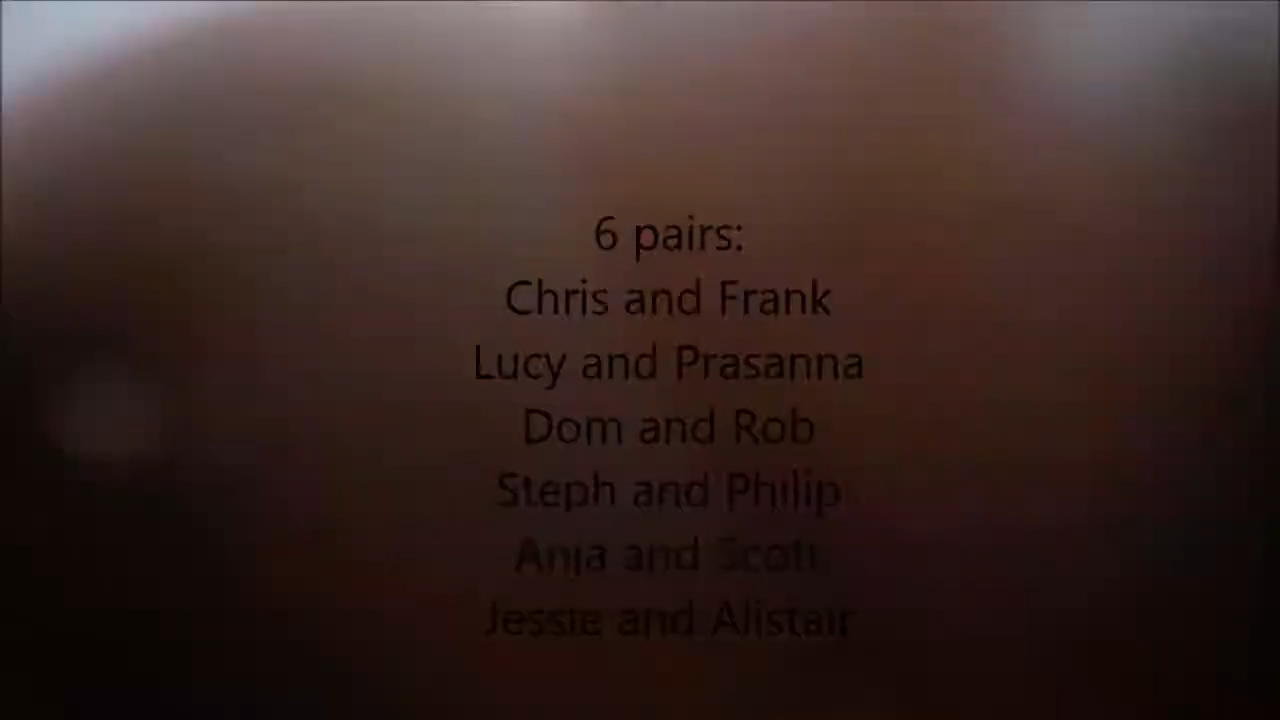 6 pairs:
Chris and Frank
Lucy and Prasanna
Dom and Rob
Steph and Philip
Anja and Scott
Jessie and Alistair